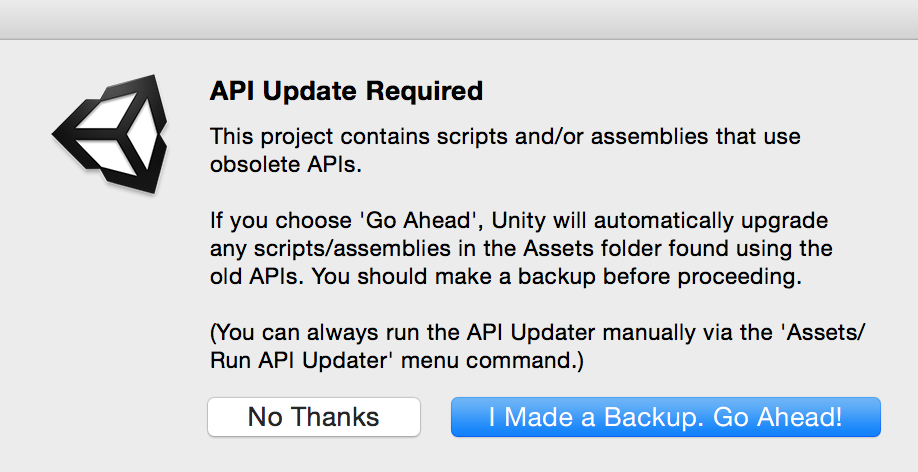 API Update Required
This project contains scripts and/or assemblies that use
obsolete APIs.
If you choose 'Go Ahead', Unity will automatically upgrade
any scripts/assemblies in the Assets folder found using the
old APIs. You should make a backup before proceeding.
(You can always run the API Updater manually via the 'Assets/
Run API Updater' menu command.)
No Thanks
I Made a Backup. Go Ahead!